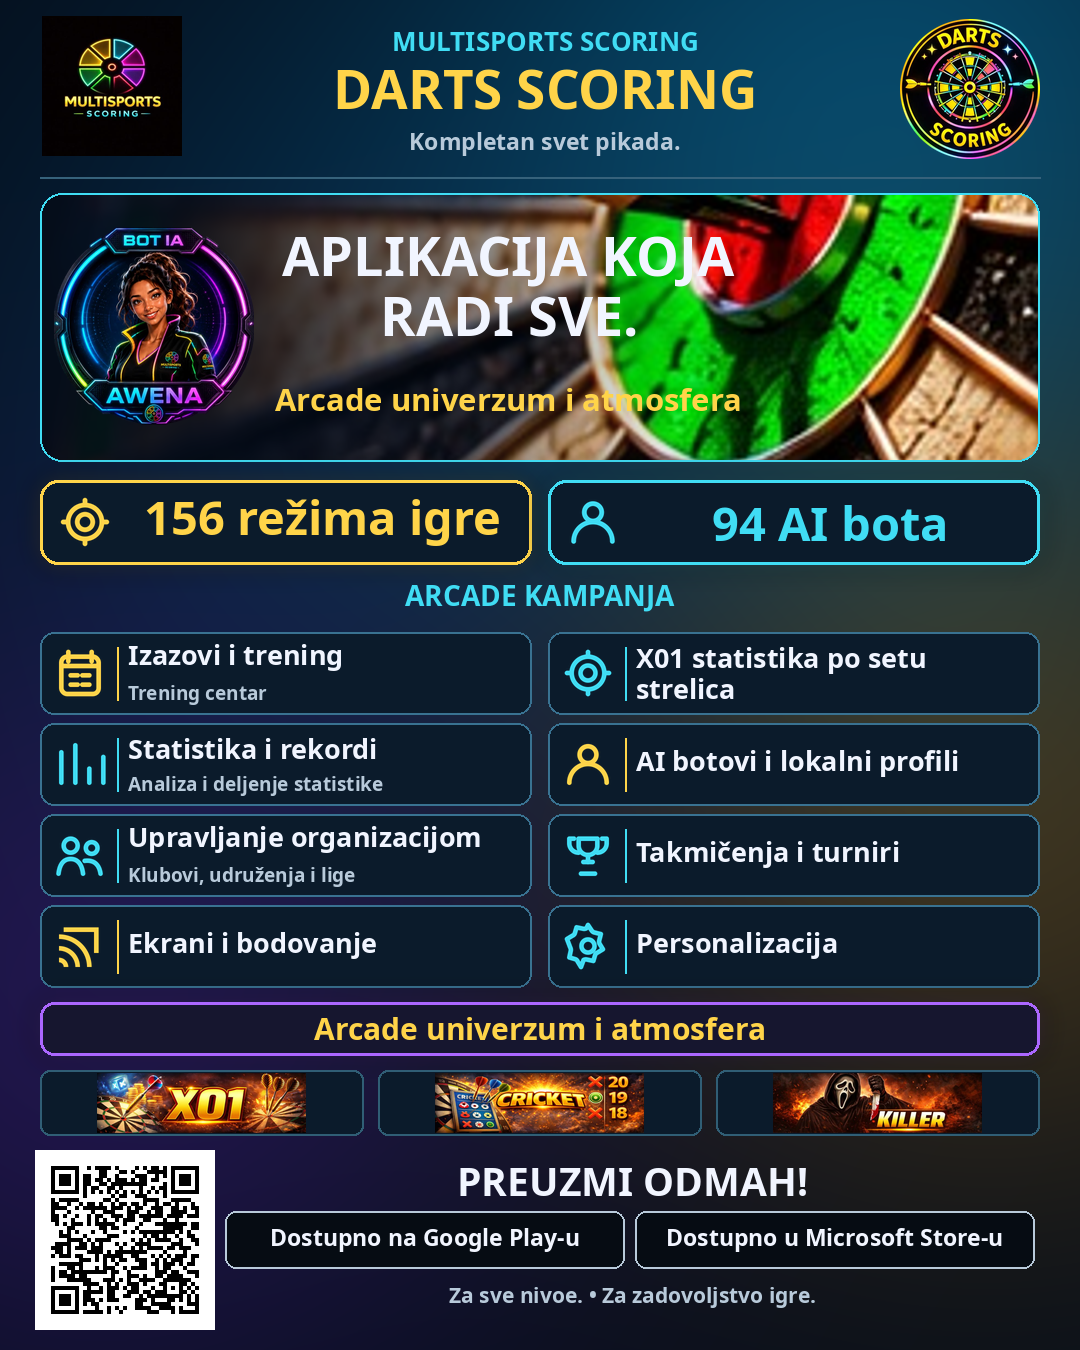 MULTISPORTS
SCORING
MULTISPORTS SCORING
DARTS SCORING
Kompletan svet pikada.
DARTS
SCORING
BOT IA
AWENA
APLIKACIJA KOJA
RADI SVE.
Arcade univerzum i atmosfera
156 režima igre
94 AI bota
ARCADE KAMPANJA
Izazovi i trening
Trening centar
X01 statistika po setu
strelica
Statistika i rekordi
Analiza i deljenje statistike
AI botovi i lokalni profili
Upravljanje organizacijom
Klubovi, udruženja i lige
Takmičenja i turniri
Ekrani i bodovanje
Personalizacija
Arcade univerzum i atmosfera
X01
CRICKET
CRICKET
20
19
18
KILLER
PREUZMI ODMAH!
Dostupno na Google Play-u
Dostupno u Microsoft Store-u
Za sve nivoe. • Za zadovoljstvo igre.